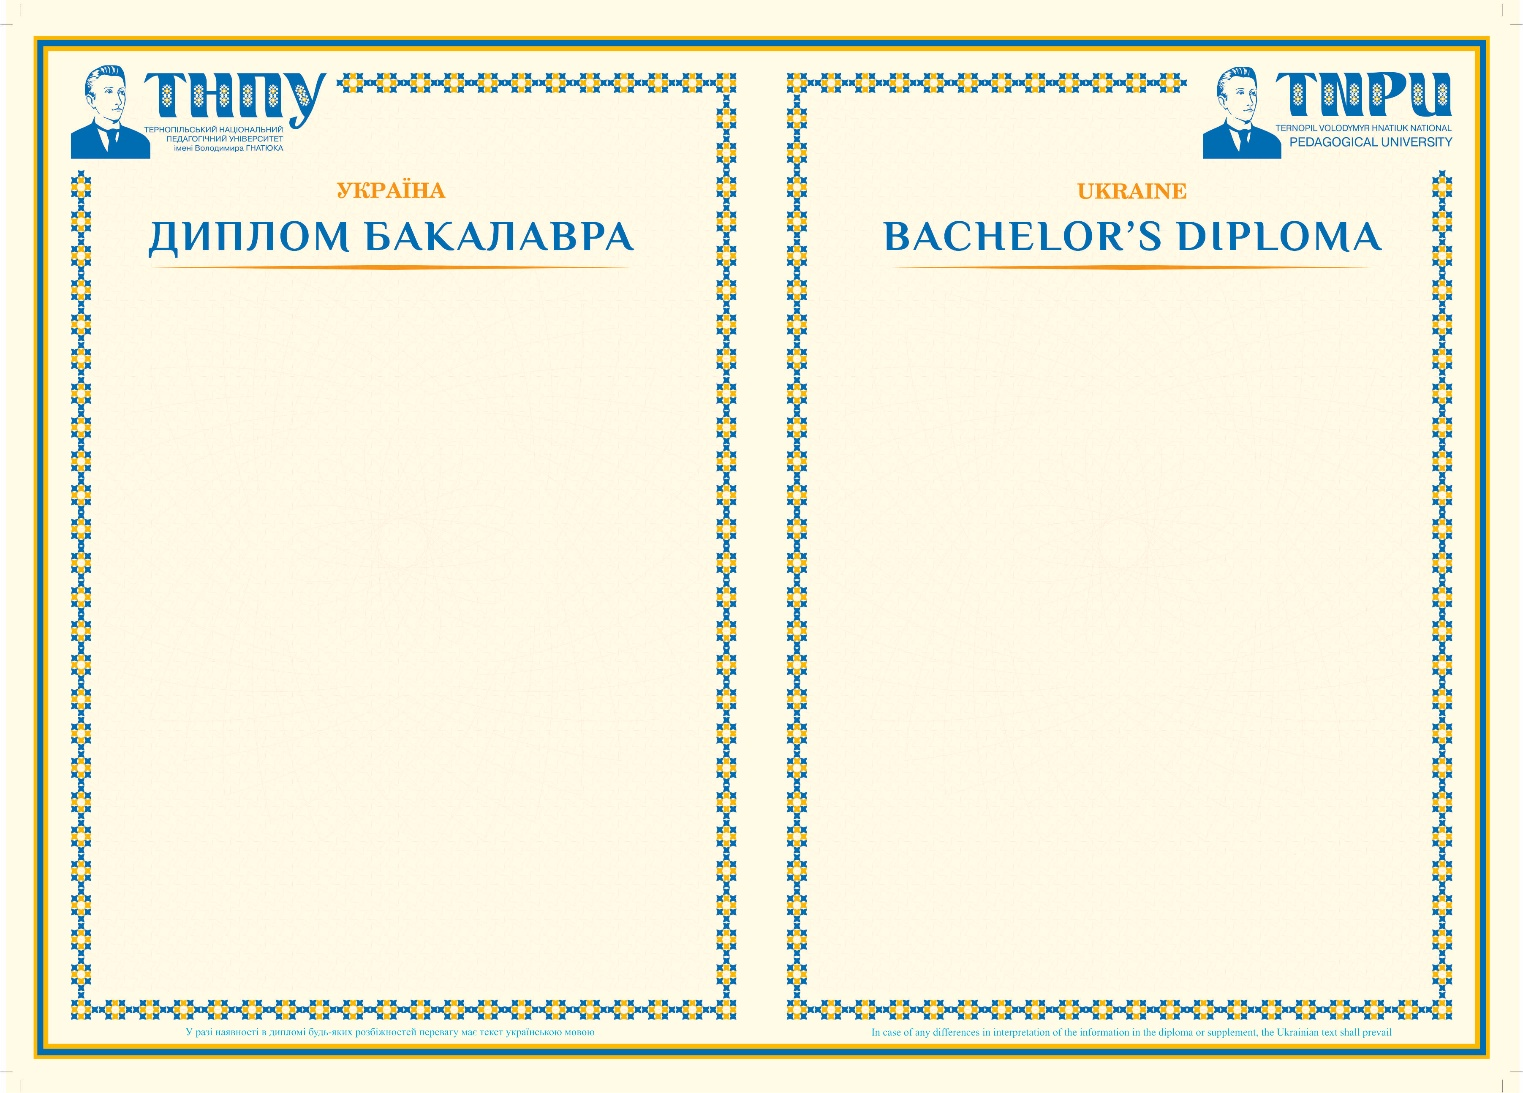 ТНПУ
ТЕРНОПІЛЬСЬКИЙ НАЦІОНАЛЬНИЙ
ПЕДАГОГІЧНИЙ УНІВЕРСИТЕТ
імені Володимира ГНАТЮКА
УКРАЇНА
ДИПЛОМ БАКАЛАВРА
У разі наявності в дипломі будь-яких розбіжностей перевагу має текст українською мовою
TNPU
TERNOPIL VOLODYMYR HNATIUK NATIONAL
PEDAGOGICAL UNIVERSITY
UKRAINE
BACHELOR’S DIPLOMA
In case of any differences in interpretation of the information in the diploma or supplement, the Ukrainian text shall prevail